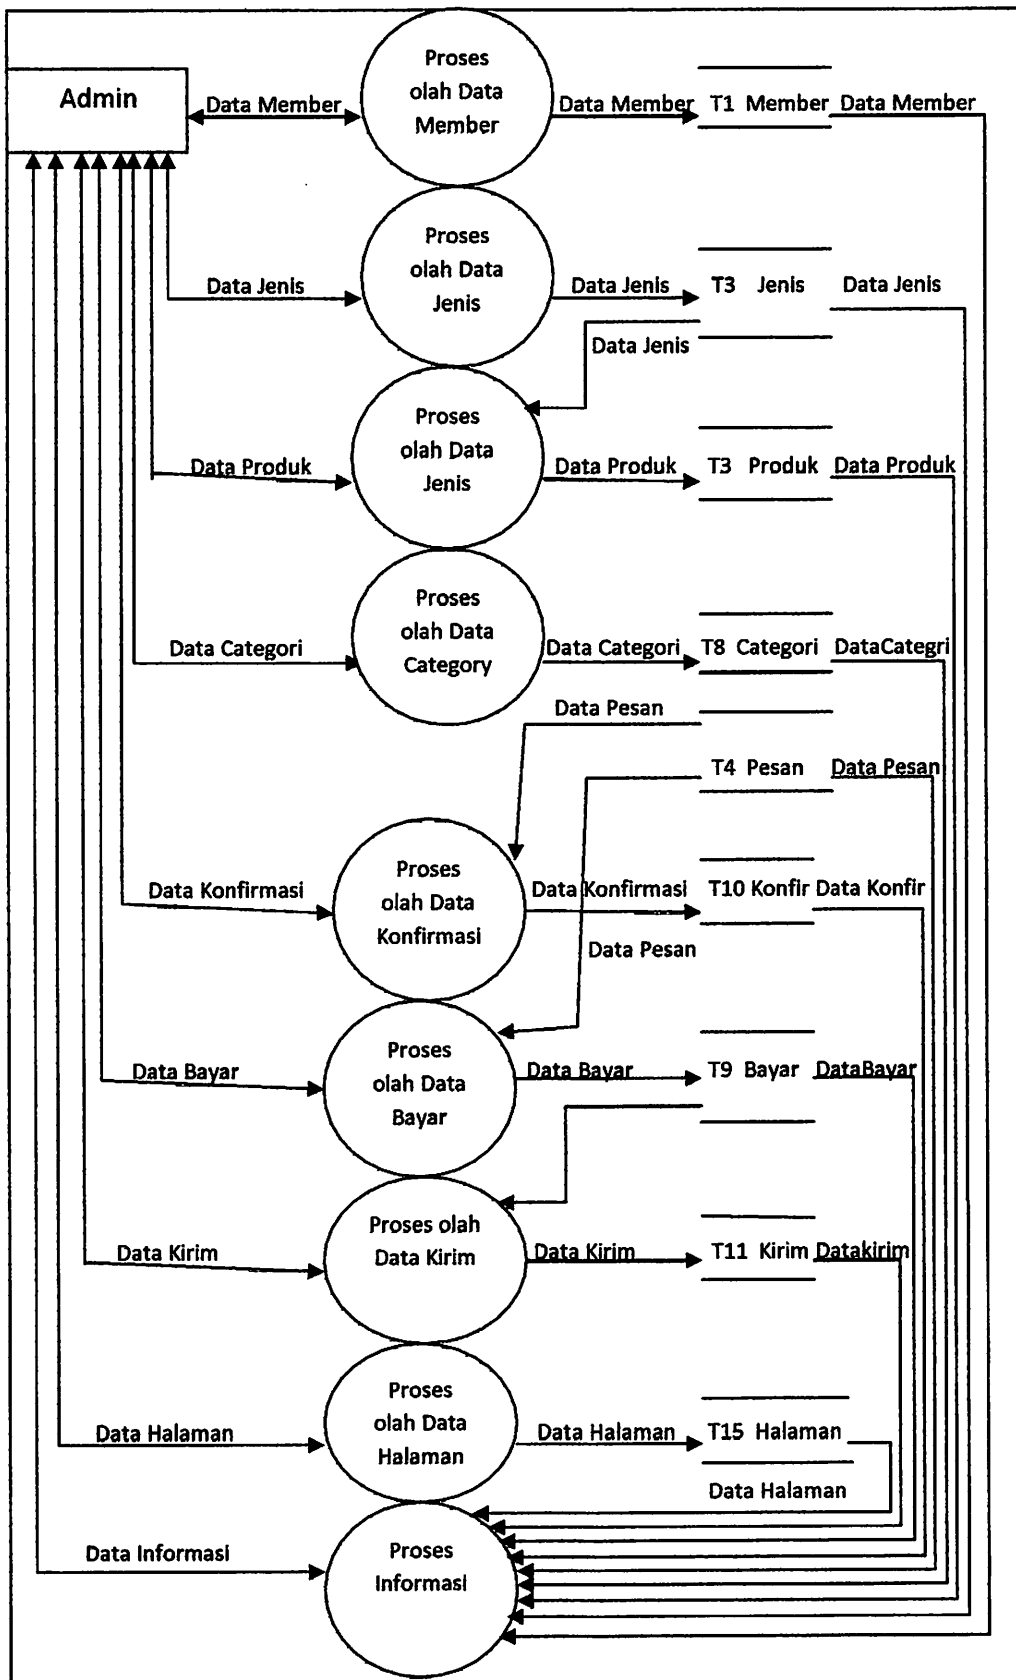 Admin
Data Member
Proses
olah Data
Member
Data Member
T1 Member
Data Member
Data Jenis
Proses
olah Data
Jenis
Data Jenis
T3 Jenis
Data Jenis
Data Jenis
Data Produk
Proses
olah Data
Jenis
Data Produk
T3 Produk
Data Produk
Data Categori
Proses
olah Data
Category
Data Categori
T8 Categori
DataCategri
Data Pesan
T4 Pesan
Data Pesan
Data Konfirmasi
Proses
olah Data
Konfirmasi
Data Konfirmasi
T10 Konfir
Data Konfir
Data Pesan
Data Bayar
Proses
olah Data
Bayar
Data Bayar
T9 Bayar
DataBayar
Data Kirim
Proses olah
Data Kirim
Data Kirim
T11 Kirim
Datakirim
Data Halaman
Proses
olah Data
Halaman
Data Halaman
T15 Halaman
Data Halaman
Data Informasi
Proses
Informasi